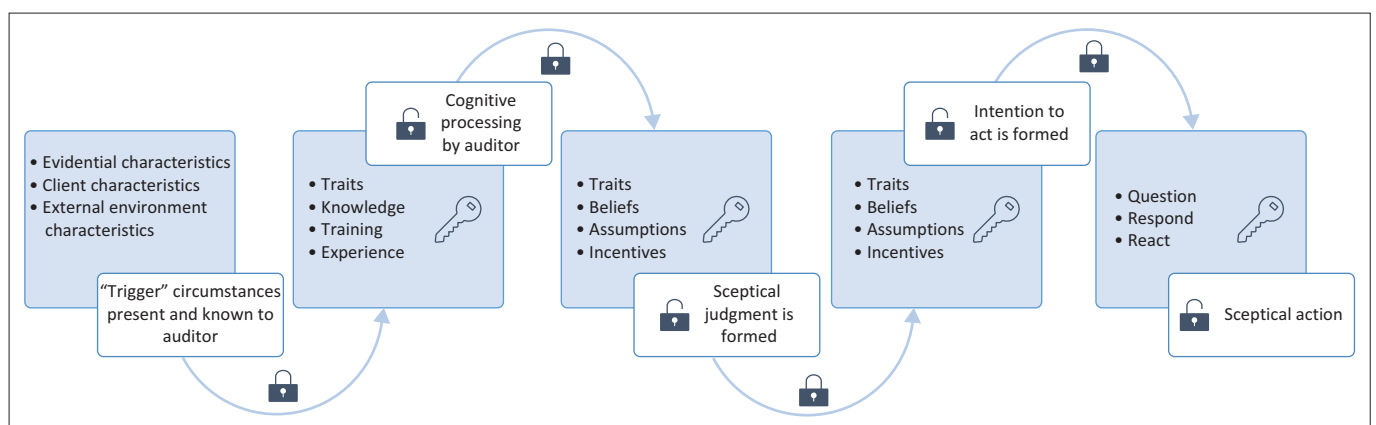 • Evidential characteristics
• Client characteristics
• External environment
characteristics
“Trigger” circumstances
present and known to
auditor
• Traits
• Knowledge
• Training
• Experience
Cognitive
processing
by auditor
• Traits
• Beliefs
• Assumptions
• Incentives
Sceptical
judgment is
formed
• Traits
• Beliefs
• Assumptions
• Incentives
Intention to
act is formed
• Question
• Respond
• React
Sceptical action